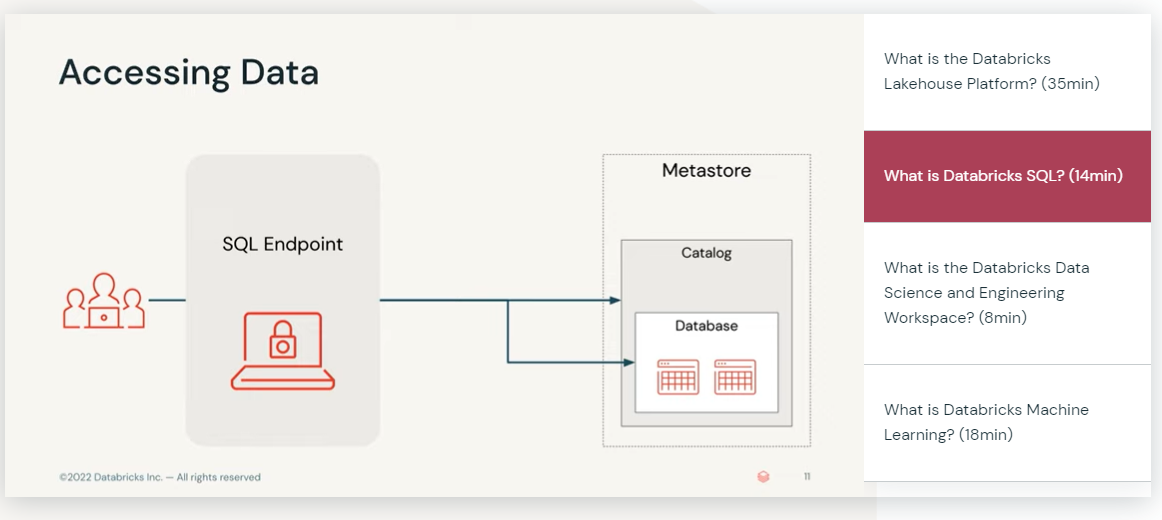 Accessing Data
SQL Endpoint
Metastore
Catalog
Database
©2022 Databricks Inc. — All rights reserved
11
What is the Databricks
Lakehouse Platform? (35min)
What is Databricks SQL? (14min)
What is the Databricks Data
Science and Engineering
Workspace? (8min)
What is Databricks Machine
Learning? (18min)